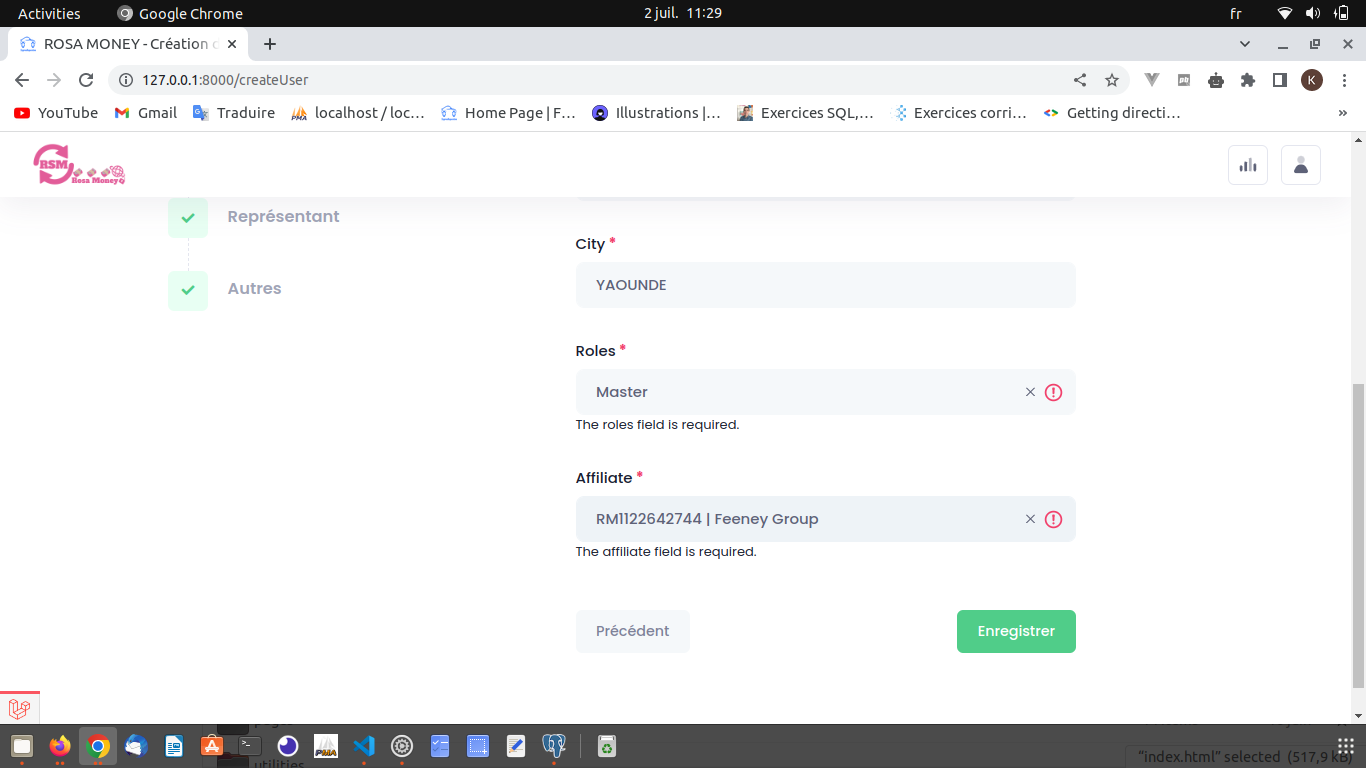 Activities
Google Chrome
2 juil. 11:29
fr
ROSA MONEY - Création
127.0.0.1:8000/createUser
K
YouTube
Gmail
Traduire
localhost / loc...
Home Page | F...
Illustrations |...
Exercices SQL,...
Exercices corri...
Getting directi...
»
RSM
Rosa Money
Représentant
Autres
City *
YAOUNDE
Roles *
Master
The roles field is required.
Affiliate *
RM1122642744 | Feeney Group
The affiliate field is required.
Précédent
Enregistrer
utilities
"index.html" selected (517,9 kB)